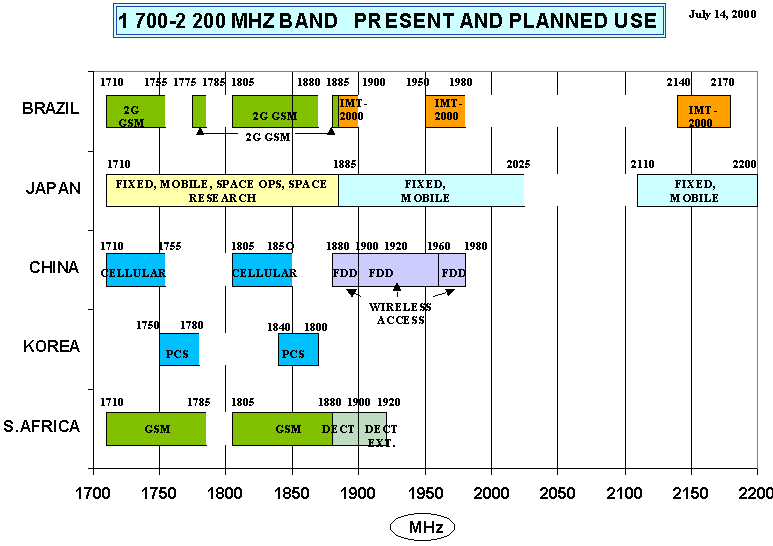 1 700-2 200 MHZ BAND PRESENT AND PLANNED USE
July 14, 2000
1710 1755 1775 1785 1805 1880 1885 1900 1950 1980 2140 2170
BRAZIL
2G
GSM
2G GSM
IMT-
2000
IMT-
2000
IMT-
2000
2G GSM
1710 1885 2025 2110 2200
JAPAN
FIXED, MOBILE, SPACE OPS, SPACE
RESEARCH
FIXED,
MOBILE
FIXED,
MOBILE
1710 1755 1805 185O 1880 1900 1920 1960 1980
CHINA
CELLULAR CELLULAR FDD FDD FDD
WIRELESS
ACCESS
1750 1780 1840 1800
KOREA
PCS PCS
1710 1785 1805 1880 1900 1920
S.AFRICA
GSM GSM DECT DECT
EXT.
1700 1750 1800 1850 1900 1950 2000 2050 2100 2150 2200
MHz